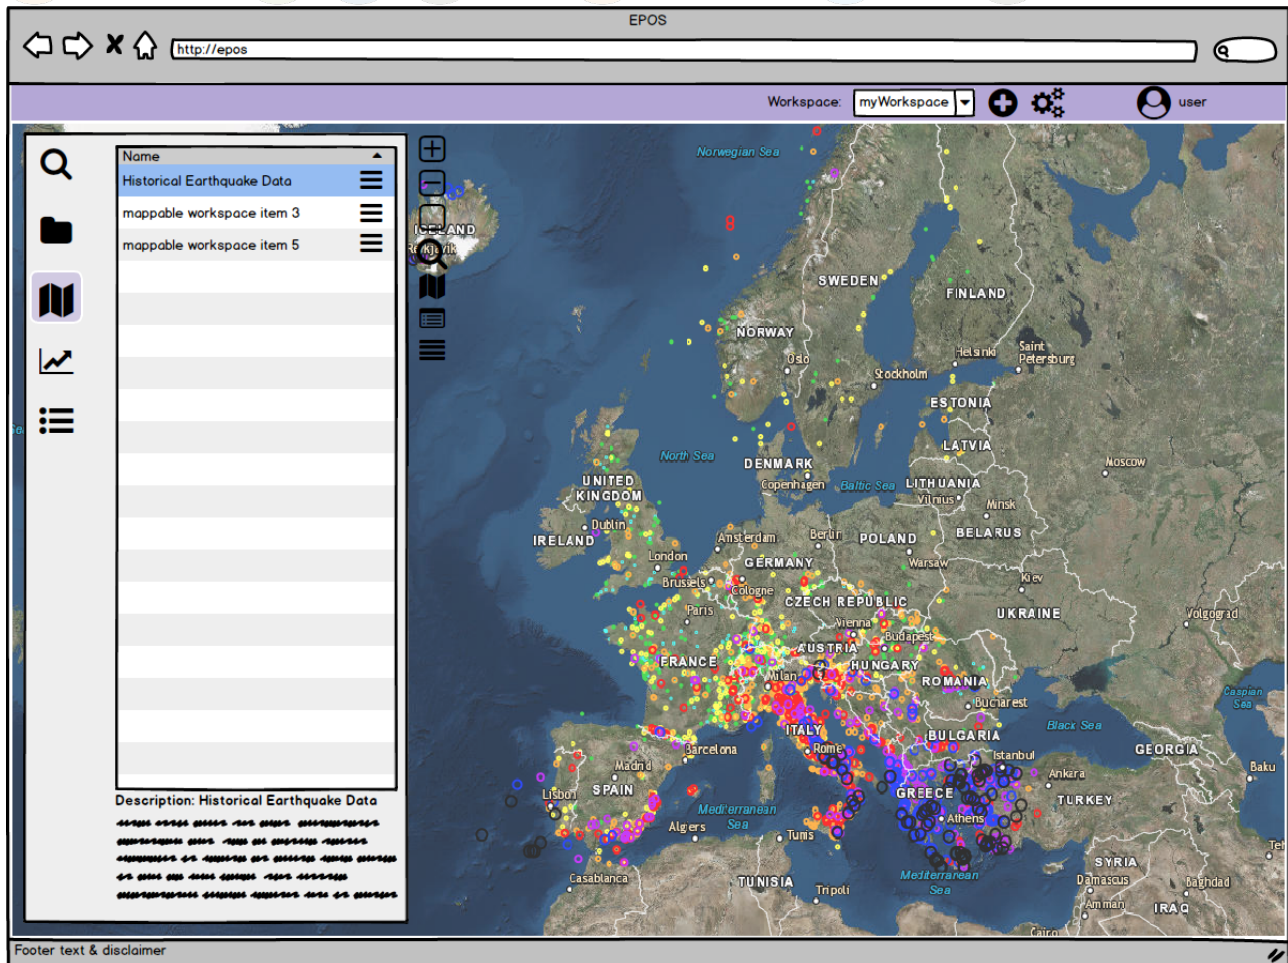 EPOS
http://epos
Workspace: myWorkspace user
Name
Historical Earthquake Data
mappable workspace item 3
mappable workspace item 5
Description: Historical Earthquake Data
Norwegian Sea
ICELAND
Reykjavik
SWEDEN
FINLAND
NORWAY
Oslo
Helsinki
Saint
Petersburg
Stockholm
ESTONIA
LATVIA
North Sea
DENMARK
Moscow
Copenhagen
Baltic Sea
LITHUANIA
UNITED
KINGDOM
Vilnius
Minsk
Dublin
IRELAND
Amsterdam
Berlin
POLAND
BELARUS
London
GERMANY
Warsaw
Brussels
Cologne
Kiev
CZECH REPUBLIC
UKRAINE
Volgograd
Paris
Vienna
Budapest
AUSTRIA
FRANCE
HUNGARY
Milan
ROMANIA
Caspian
Sea
Bucharest
ITALY
BULGARIA
Black Sea
Barcelona
Rome
Istanbul
GEORGIA
Madrid
Ankara
Baku
Lisbon
SPAIN
GREECE
TURKEY
Mediterranean
Sea
Athens
Algiers
Tunis
SYRIA
Casablanca
TUNISIA
Mediterranean
Sea
Damascus
Baghdad
Tripoli
Amman
IRAQ
Cairo
Footer text & disclaimer